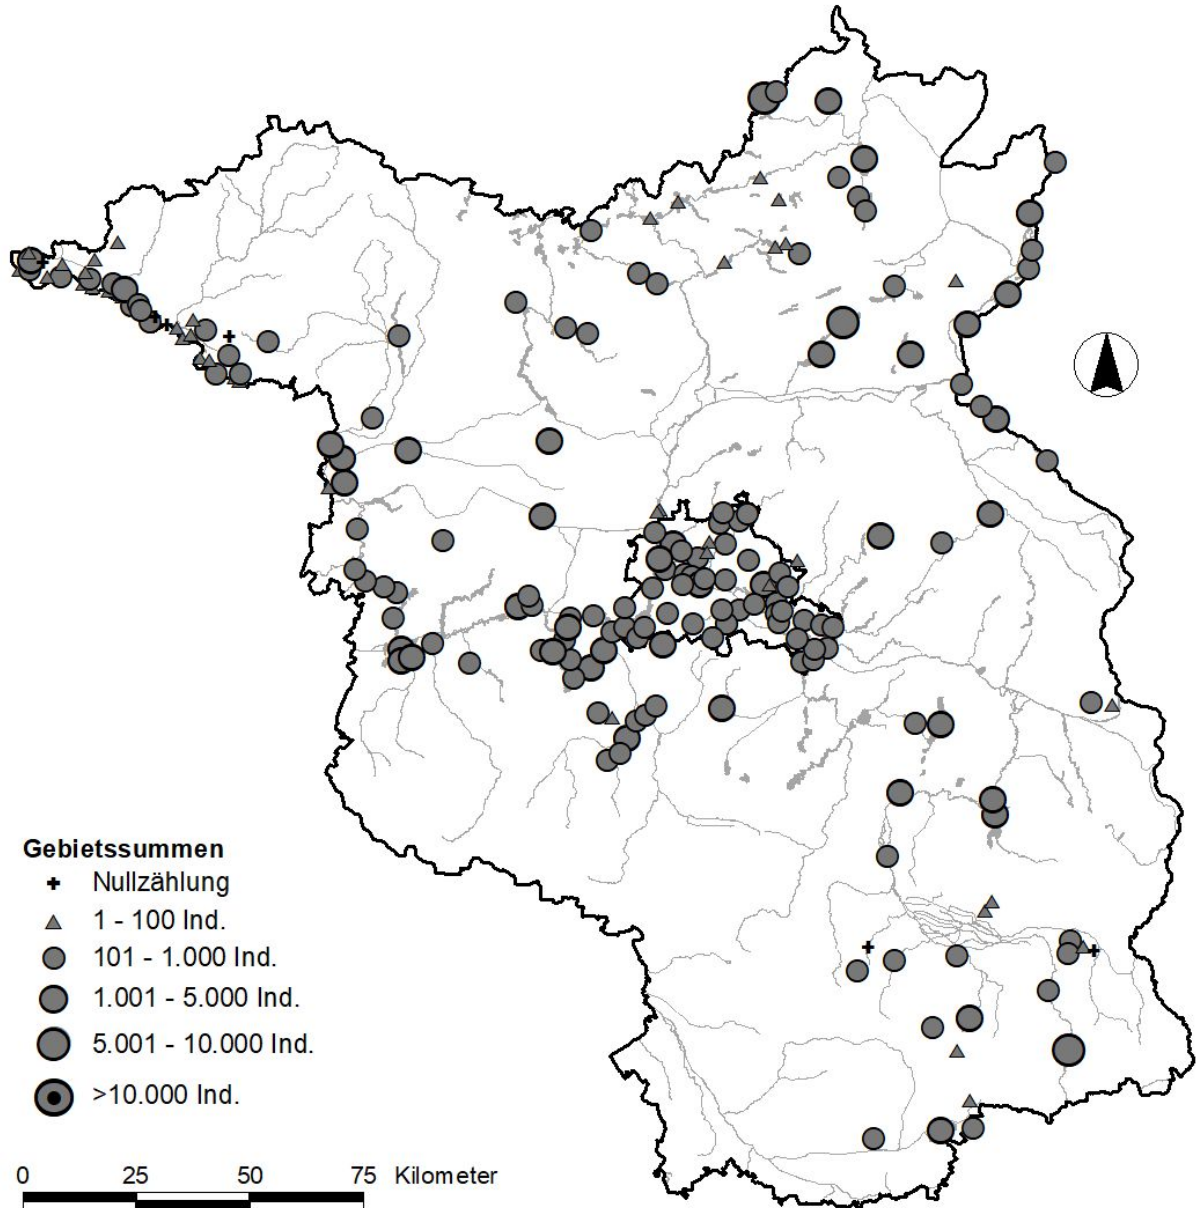 Gebietssummen
Nullzählung
1 - 100 Ind.
101 - 1.000 Ind.
1.001 - 5.000 Ind.
5.001 - 10.000 Ind.
>10.000 Ind.
0 25 50 75 Kilometer